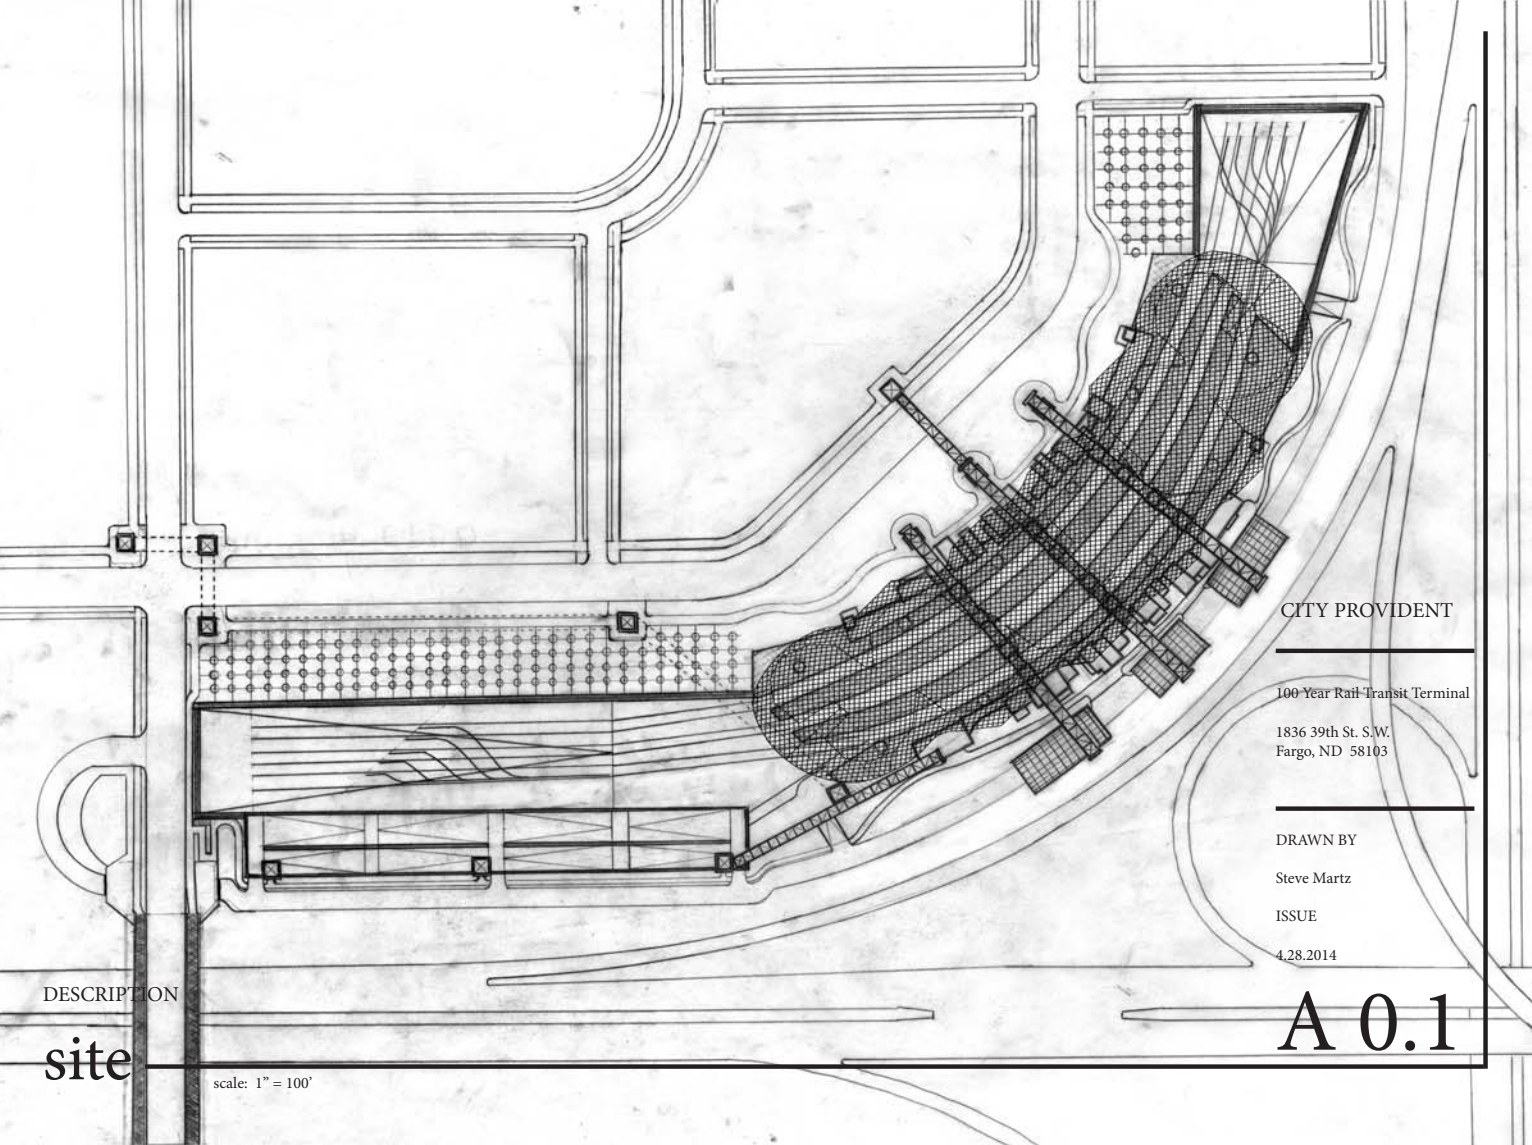 CITY PROVIDENT
100 Year Rail Transit Terminal
1836 39th St. S.W.
Fargo, ND  58103
DRAWN BY
Steve Martz
ISSUE
4.28.2014
A 0.1
DESCRIPTION
site
scale:  1” = 100’